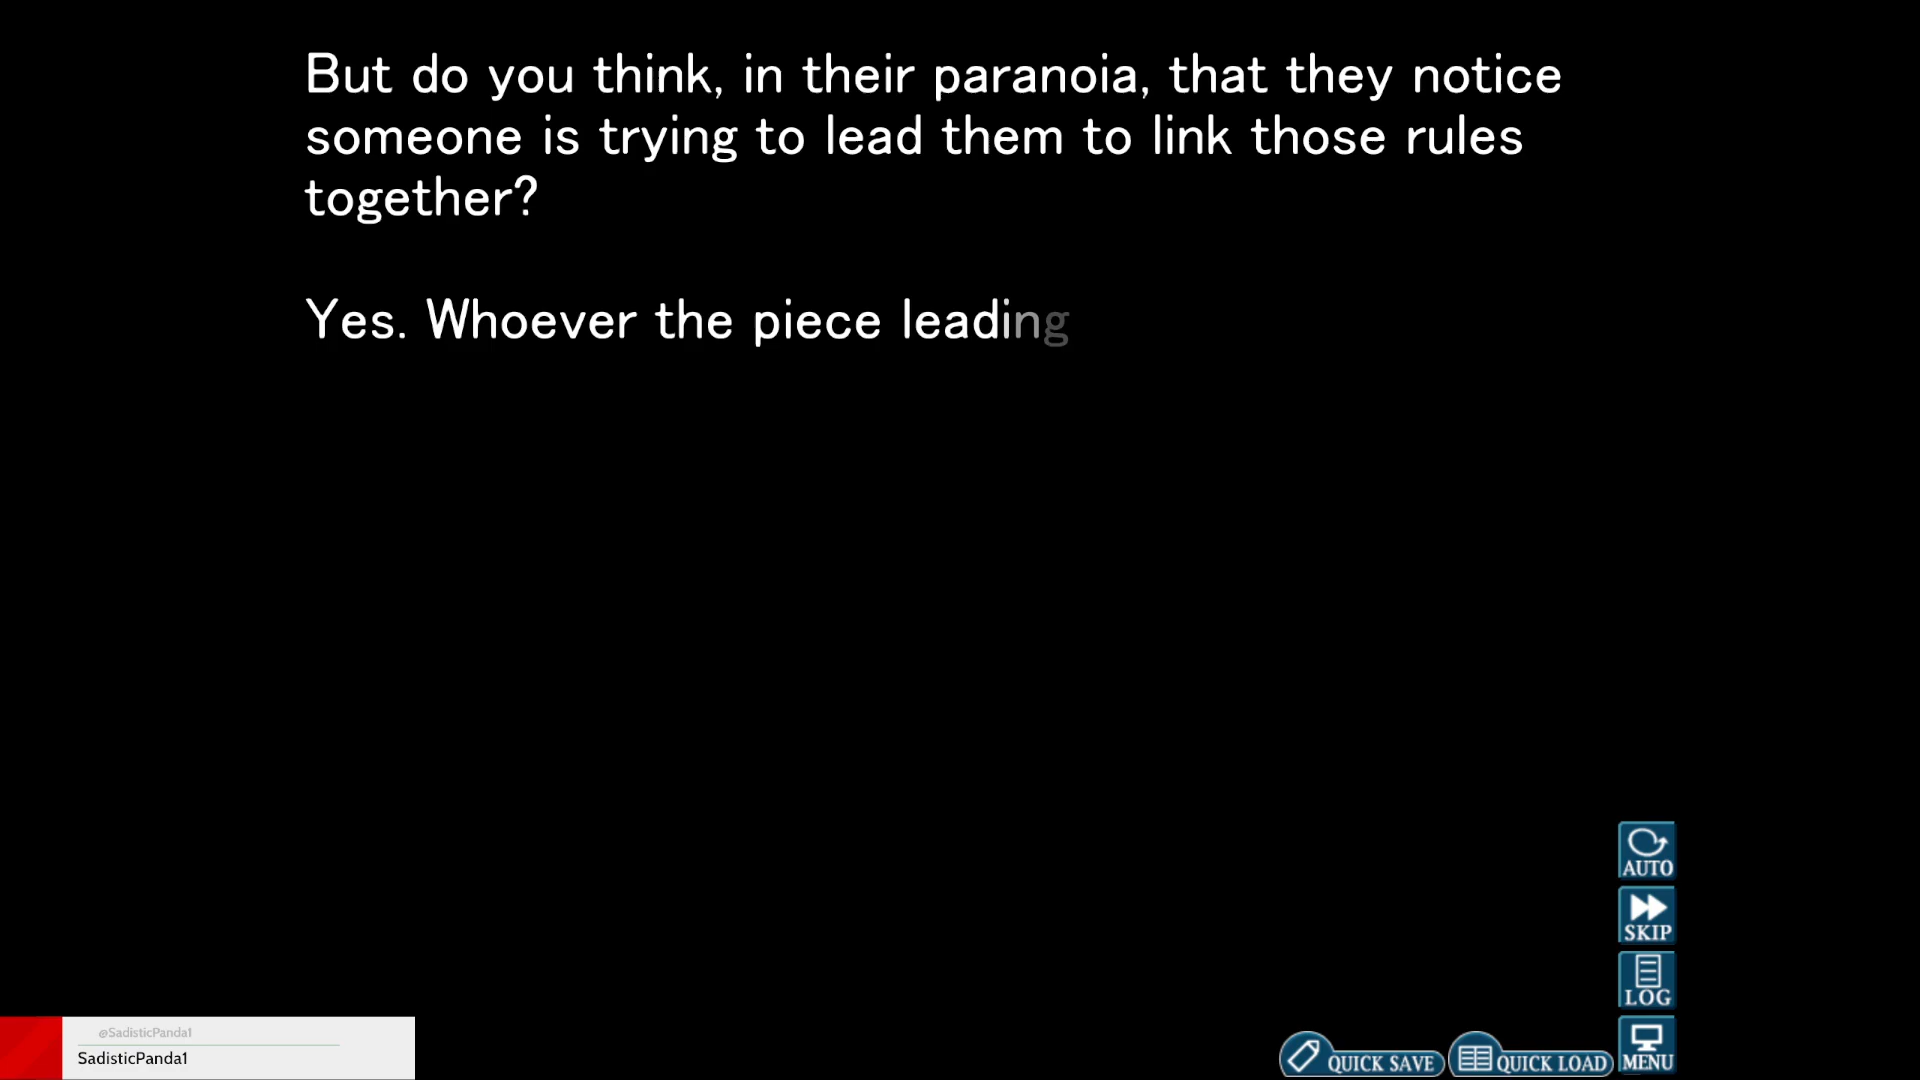 But do you think, in their paranoia, that they notice
someone is trying to lead them to link those rules
together?
Yes. Whoever the piece leading
AUTO
SKIP
LOG
MENU
QUICK SAVE
QUICK LOAD
@SadisticPanda1
SadisticPanda1